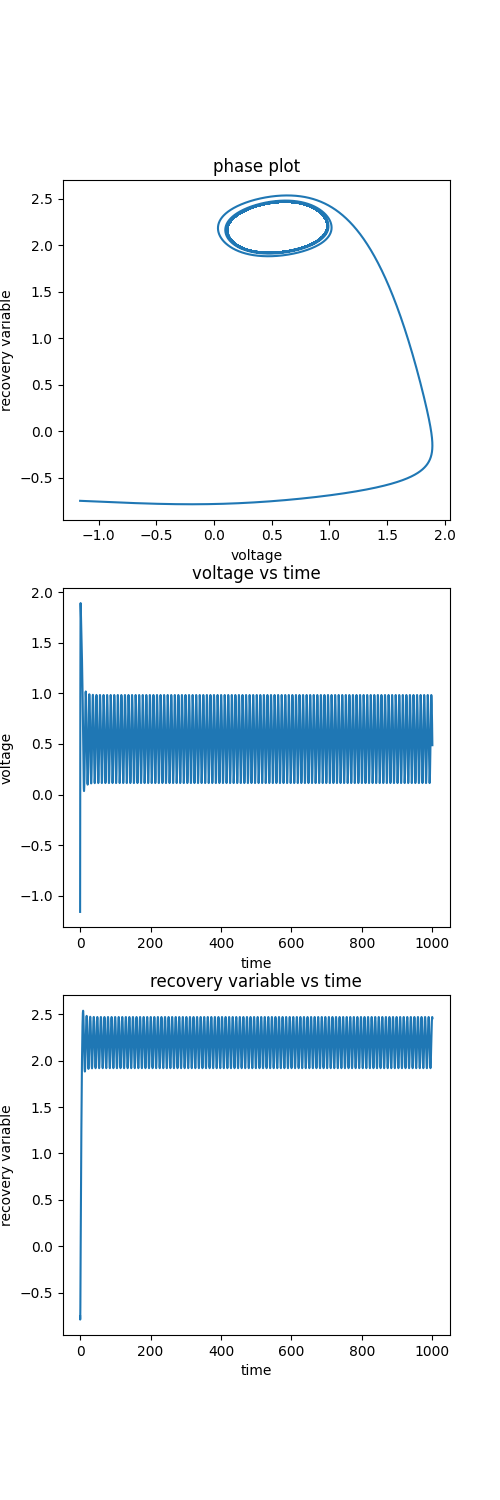 phase plot
2.5
2.0
1.5
1.0
0.5
0.0
−0.5
recovery variable
−1.0 −0.5 0.0 0.5 1.0 1.5 2.0
voltage
voltage vs time
2.0
1.5
1.0
0.5
0.0
−0.5
−1.0
voltage
0 200 400 600 800 1000
time
recovery variable vs time
2.5
2.0
1.5
1.0
0.5
0.0
−0.5
recovery variable
0 200 400 600 800 1000
time